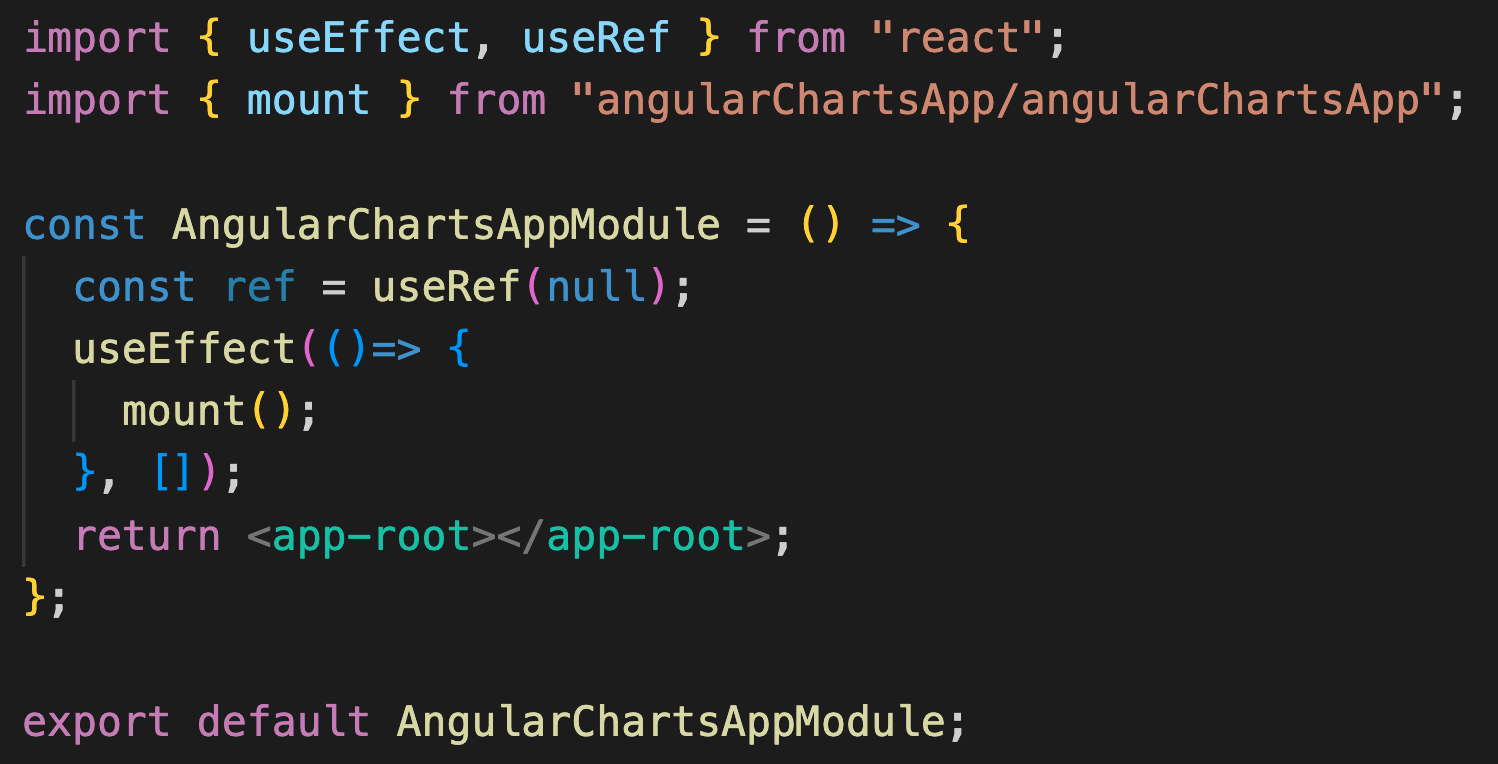 import { useEffect, useRef } from "react";
import { mount } from "angularChartsApp/angularChartsApp";
const AngularChartsAppModule = () => {
const ref = useRef(null);
useEffect(()=> {
mount();
}, []);
return <app-root></app-root>;
};
export default AngularChartsAppModule;